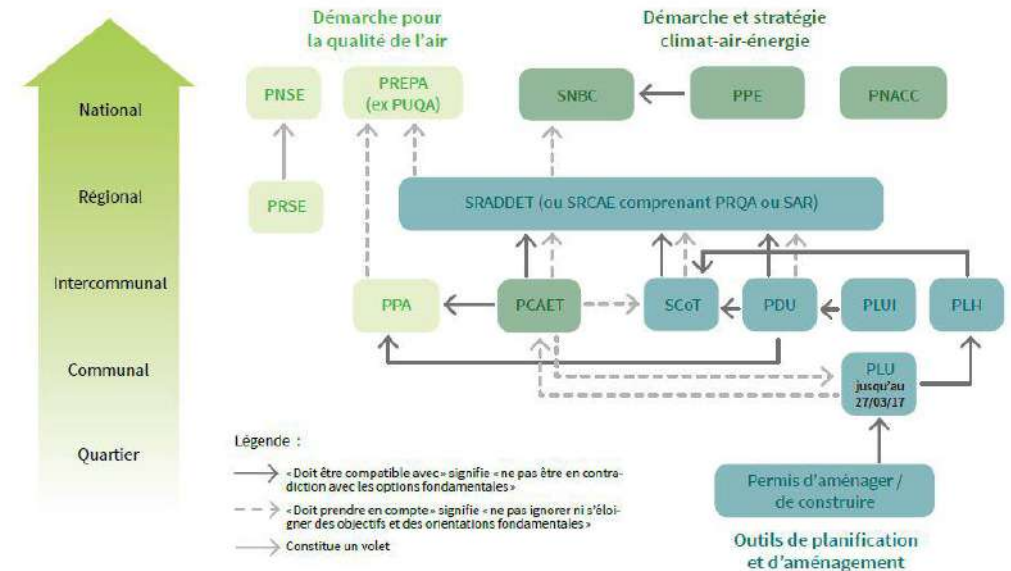 Démarche pour
la qualité de l'air
Démarche et stratégie
climat-air-énergie
National
PNSE
PREPA
(ex PUQA)
SNBC
PPE
PNACC
Régional
PRSE
SRADDET (ou SRCAE comprenant PRQA ou SAR)
Intercommunal
PPA
PCAET
SCoT
PDU
PLUI
PLH
Communal
PLU
jusqu'au
27/03/17
Quartier
Légende :
«Doit être compatible avec» signifie «ne pas être en contra-
diction avec les options fondamentales»
«Doit prendre en compte» signifie «ne pas ignorer ni s'éloi-
gner des objectifs et des orientations fondamentales»
Constitue un volet
Permis d'aménager /
de construire
Outils de planification
et d'aménagement